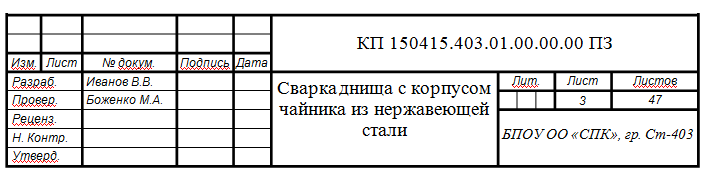 КП 150415.403.01.00.00.00 ПЗ
Изм. Лист № докум. Подпись Дата
Разраб. Иванов В.В.
Провер. Боженко М.А.
Реценз.
Н. Контр.
Утверд.
Сварка днища с корпусом
чайника из нержавеющей
стали
Лит. Лист Листов
3 47
БПОУ ОО «СПК», гр. Ст-403